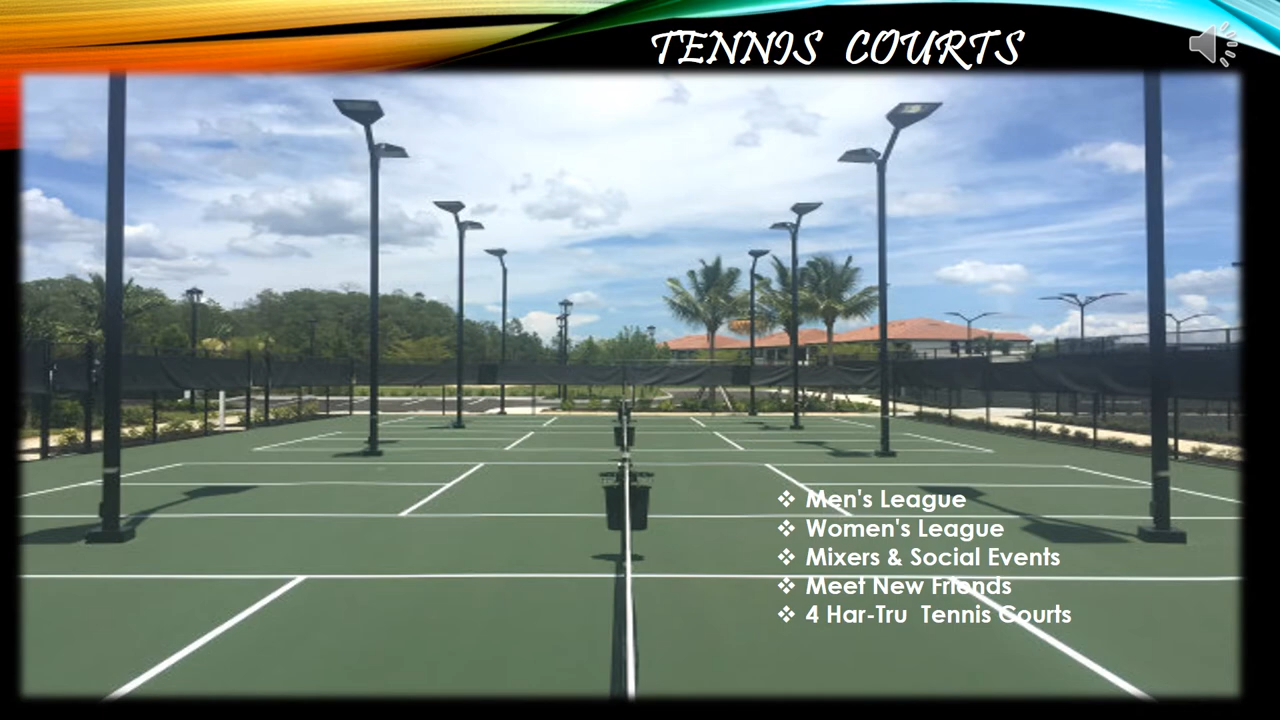 TENNIS COURTS
❖ Men's League
❖ Women's League
❖ Mixers & Social Events
❖ Meet New Friends
❖ 4 Har-Tru Tennis Courts